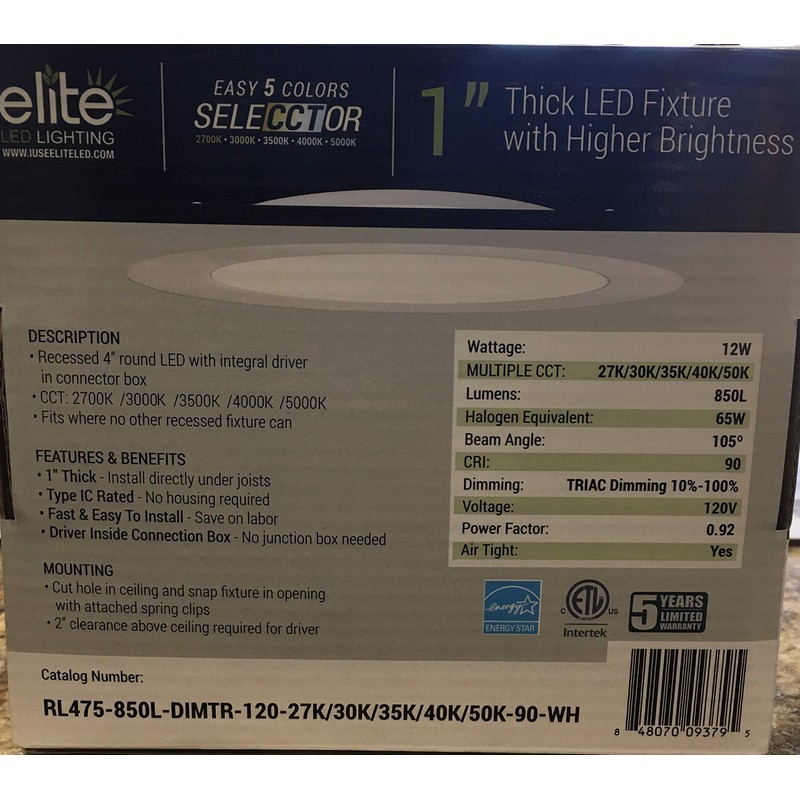 elite
LED LIGHTING
WWW.IUSEELITELED.COM
EASY 5 COLORS
SELECCTOR
2700K • 3000K • 3500K • 4000K • 5000K
1" Thick LED Fixture
with Higher Brightness
DESCRIPTION
• Recessed 4" round LED with integral driver
in connector box
• CCT: 2700K /3000K /3500K /4000K /5000K
• Fits where no other recessed fixture can
FEATURES & BENEFITS
• 1" Thick - Install directly under joists
• Type IC Rated - No housing required
• Fast & Easy To Install - Save on labor
• Driver Inside Connection Box - No junction box needed
MOUNTING
• Cut hole in ceiling and snap fixture in opening
with attached spring clips
• 2" clearance above ceiling required for driver
Wattage: 12W
MULTIPLE CCT: 27K/30K/35K/40K/50K
Lumens: 850L
Halogen Equivalent: 65W
Beam Angle: 105º
CRI: 90
Dimming: TRIAC Dimming 10%-100%
Voltage: 120V
Power Factor: 0.92
Air Tight: Yes
energy
ENERGY STAR
C ETL US
Intertek
5 YEARS
LIMITED
WARRANTY
Catalog Number:
RL475-850L-DIMTR-120-27K/30K/35K/40K/50K-90-WH
8 48070 09379 5